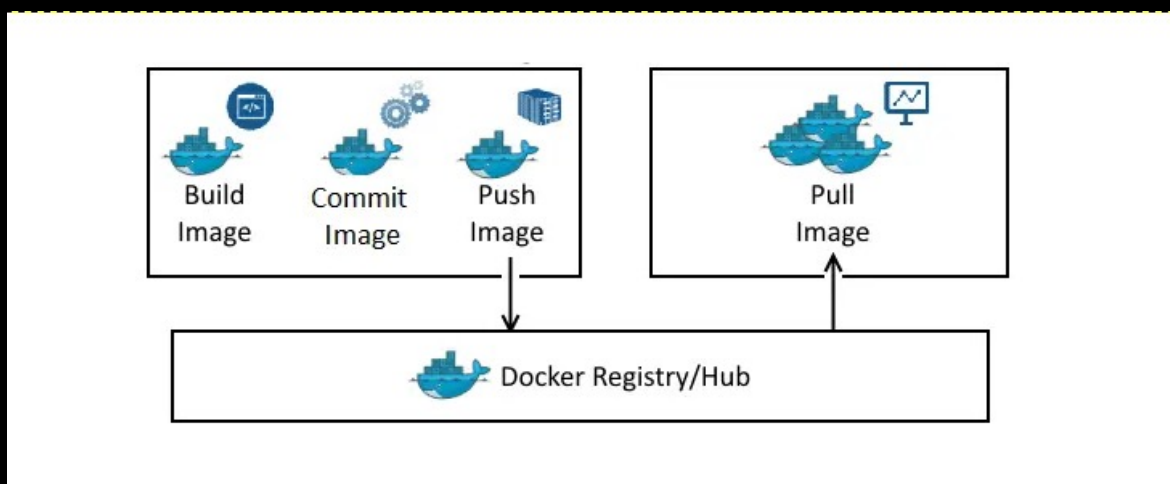 Build
Image
Commit
Image
Push
Image
Pull
Image
Docker Registry/Hub